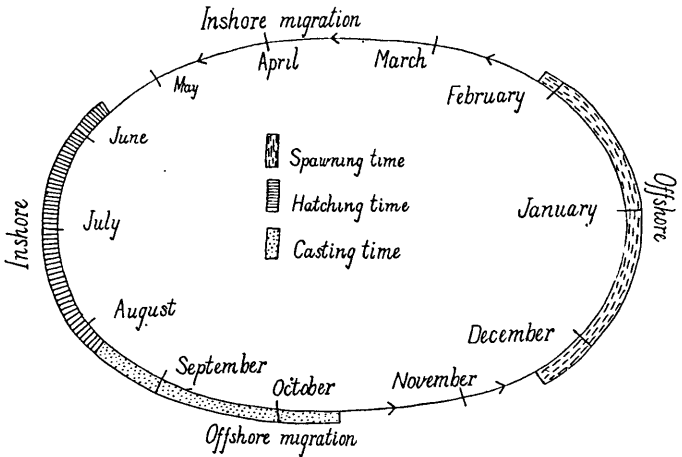 Inshore migration
April
March
May
February
June
Spawning time
Hatching time
Casting time
July
January
Inshore
Offshore
August
December
September
October
November
Offshore migration